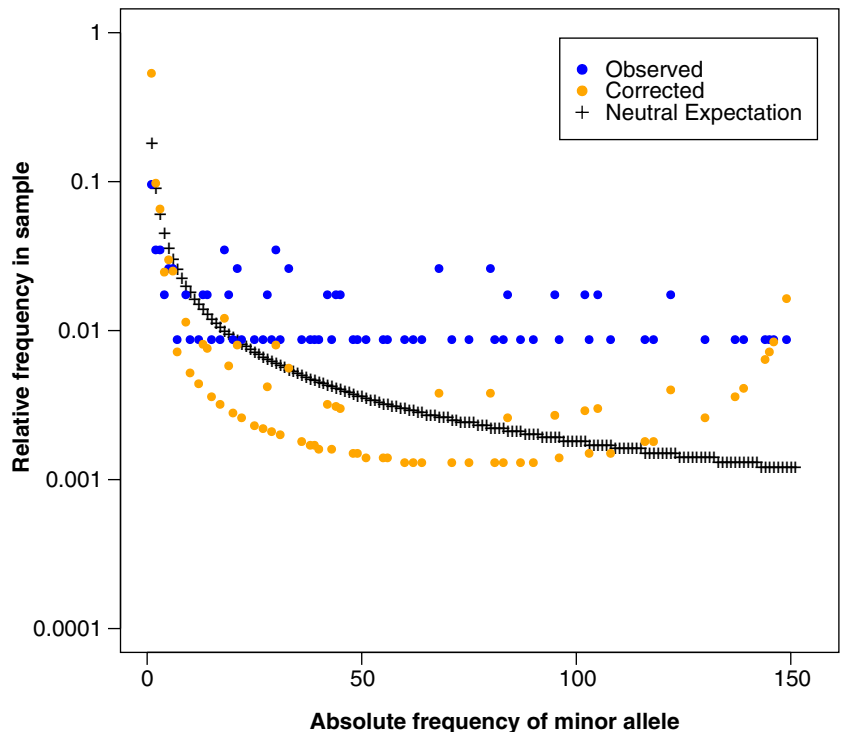 Observed
Corrected
Neutral Expectation
Relative frequency in sample
1
0.1
0.01
0.001
0.0001
0
50
100
150
Absolute frequency of minor allele